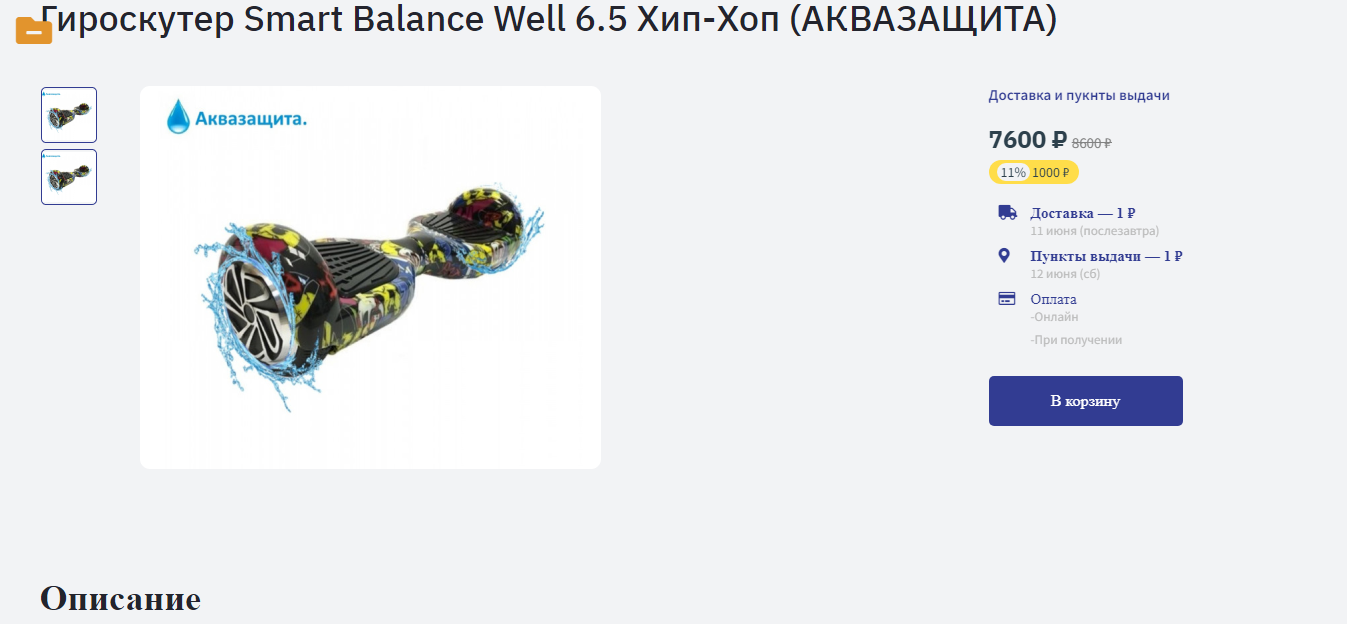 Гироскутер Smart Balance Well 6.5 Хип-Хоп (АКВАЗАЩИТА)
Аквазащита.
Доставка и пукнты выдачи
7600 ₽ 8600 ₽
11% 1000 ₽
Доставка — 1 ₽
11 июня (послезавтра)
Пункты выдачи — 1 ₽
12 июня (сб)
Оплата
-Онлайн
-При получении
В корзину
Описание